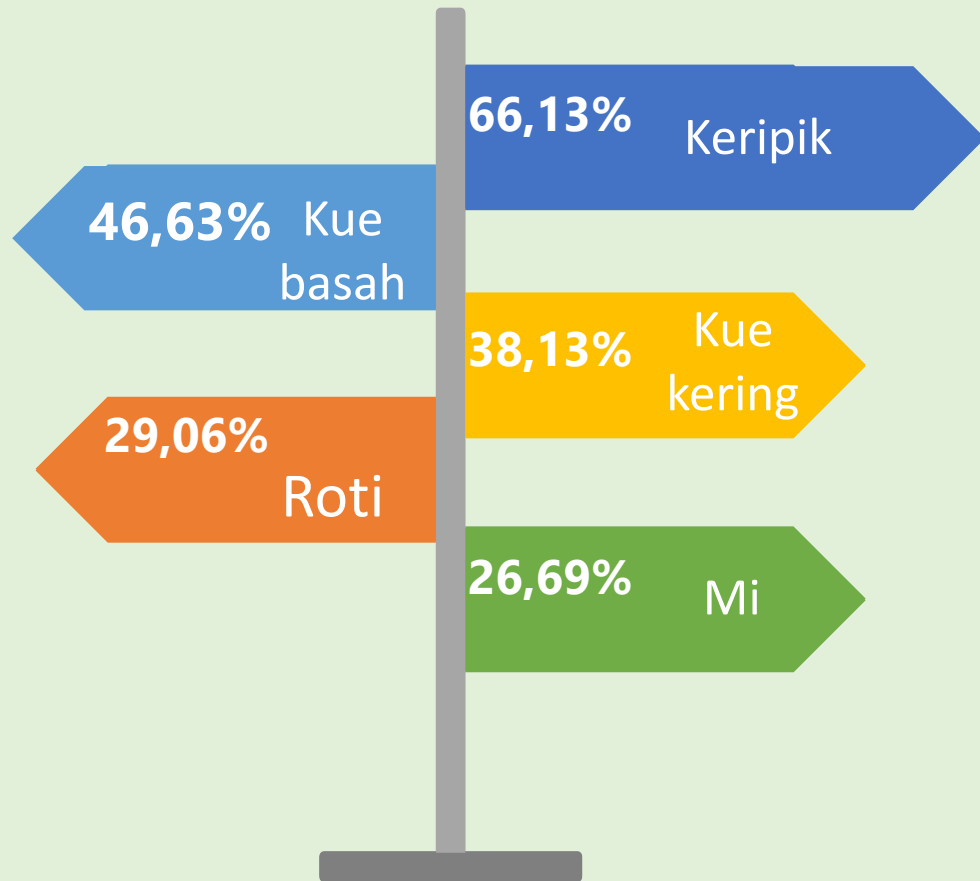 66,13% Keripik
46,63% Kue
basah
38,13% Kue
kering
29,06%
Roti
26,69% Mi